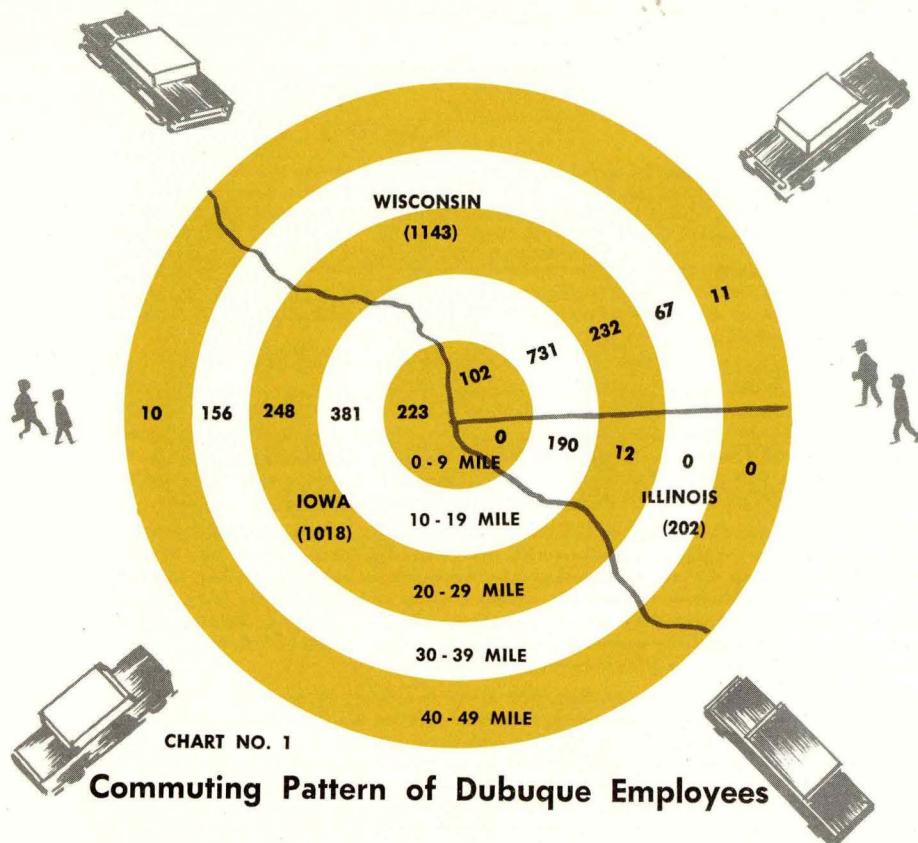 WISCONSIN
(1143)
11
67
232
731
102
10
156
248
381
223
0
190
12
0
0
0 - 9 MILE
IOWA
(1018)
ILLINOIS
(202)
10 - 19 MILE
20 - 29 MILE
30 - 39 MILE
40 - 49 MILE
CHART NO. 1
Commuting Pattern of Dubuque Employees